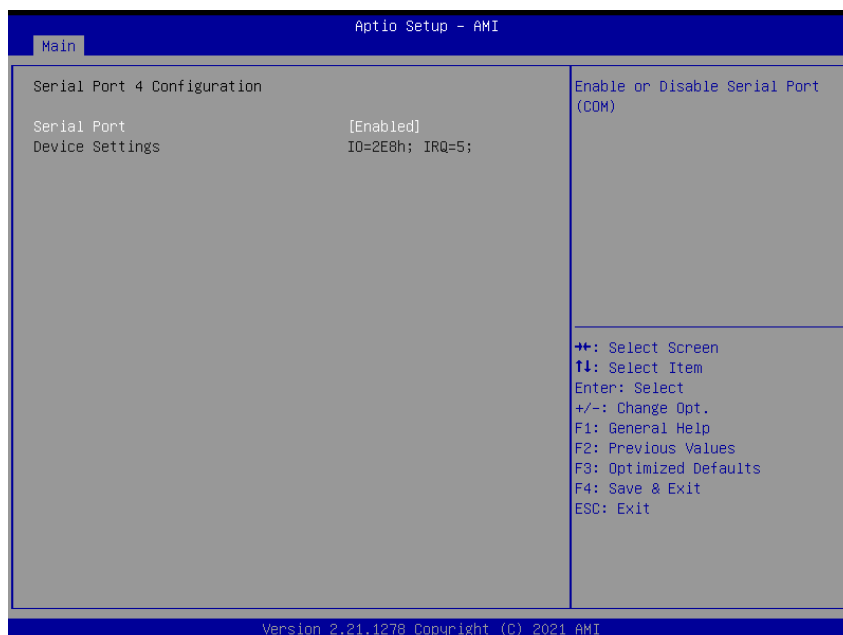 Aptio Setup – AMI
Main
Serial Port 4 Configuration
Serial Port [Enabled]
Device Settings IO=2E8h; IRQ=5;
Enable or Disable Serial Port
(COM)
→←: Select Screen
↑↓: Select Item
Enter: Select
+/-: Change Opt.
F1: General Help
F2: Previous Values
F3: Optimized Defaults
F4: Save & Exit
ESC: Exit
Version 2.21.1278 Copyright (C) 2021 AMI